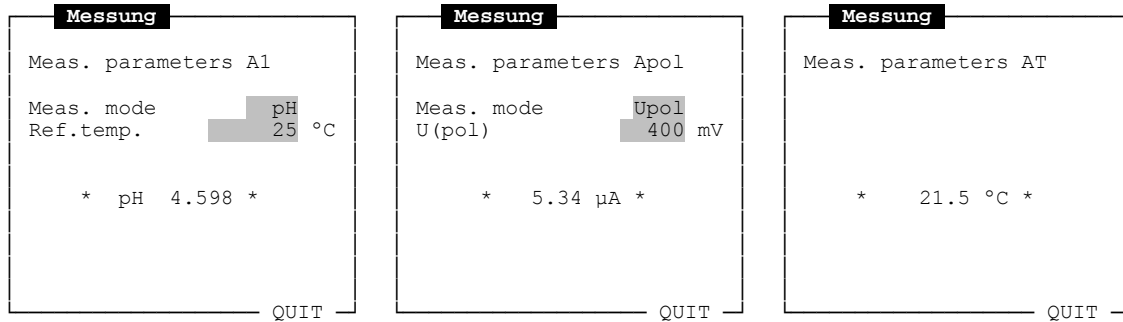 Messung
Meas. parameters A1
Meas. mode pH
Ref.temp. 25 °C
* pH 4.598 *
QUIT
Messung
Meas. parameters Apol
Meas. mode Upol
U(pol) 400 mV
* 5.34 µA *
QUIT
Messung
Meas. parameters AT
* 21.5 °C *
QUIT